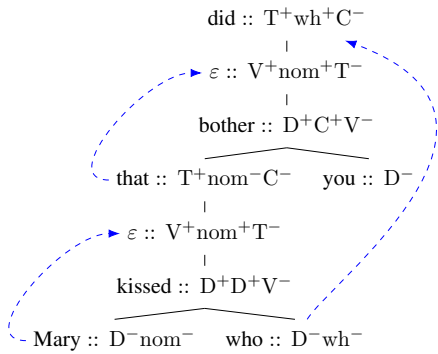 did :: T⁺wh⁺C⁻
ε :: V⁺nom⁺T⁻
bother :: D⁺C⁺V⁻
that :: T⁺nom⁻C⁻ you :: D⁻
ε :: V⁺nom⁺T⁻
kissed :: D⁺D⁺V⁻
Mary :: D⁻nom⁻ who :: D⁻wh⁻